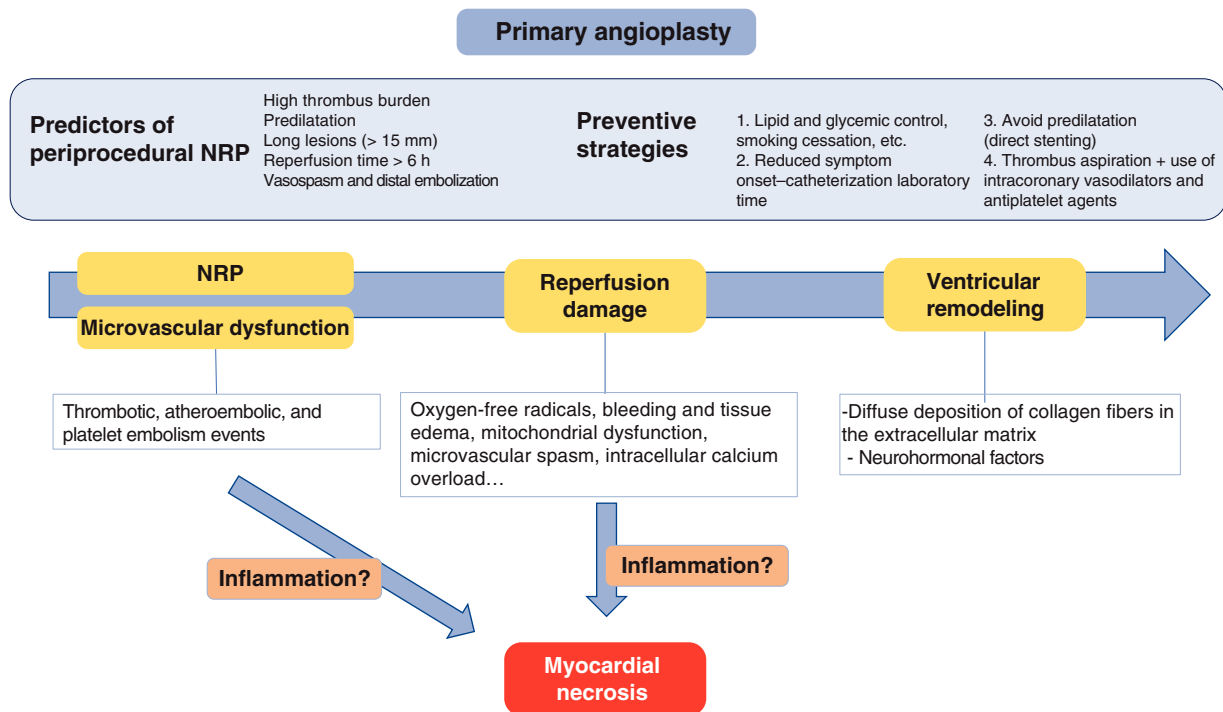 Primary angioplasty
Predictors of
periprocedural NRP
High thrombus burden
Predilatation
Long lesions (> 15 mm)
Reperfusion time > 6 h
Vasospasm and distal embolization
Preventive
strategies
1. Lipid and glycemic control,
smoking cessation, etc.
2. Reduced symptom
onset–catheterization laboratory
time
3. Avoid predilatation
(direct stenting)
4. Thrombus aspiration + use of
intracoronary vasodilators and
antiplatelet agents
NRP
Microvascular dysfunction
Reperfusion
damage
Ventricular
remodeling
Thrombotic, atheroembolic, and
platelet embolism events
Oxygen-free radicals, bleeding and tissue
edema, mitochondrial dysfunction,
microvascular spasm, intracellular calcium
overload…
-Diffuse deposition of collagen fibers in
the extracellular matrix
- Neurohormonal factors
Inflammation?
Inflammation?
Myocardial
necrosis